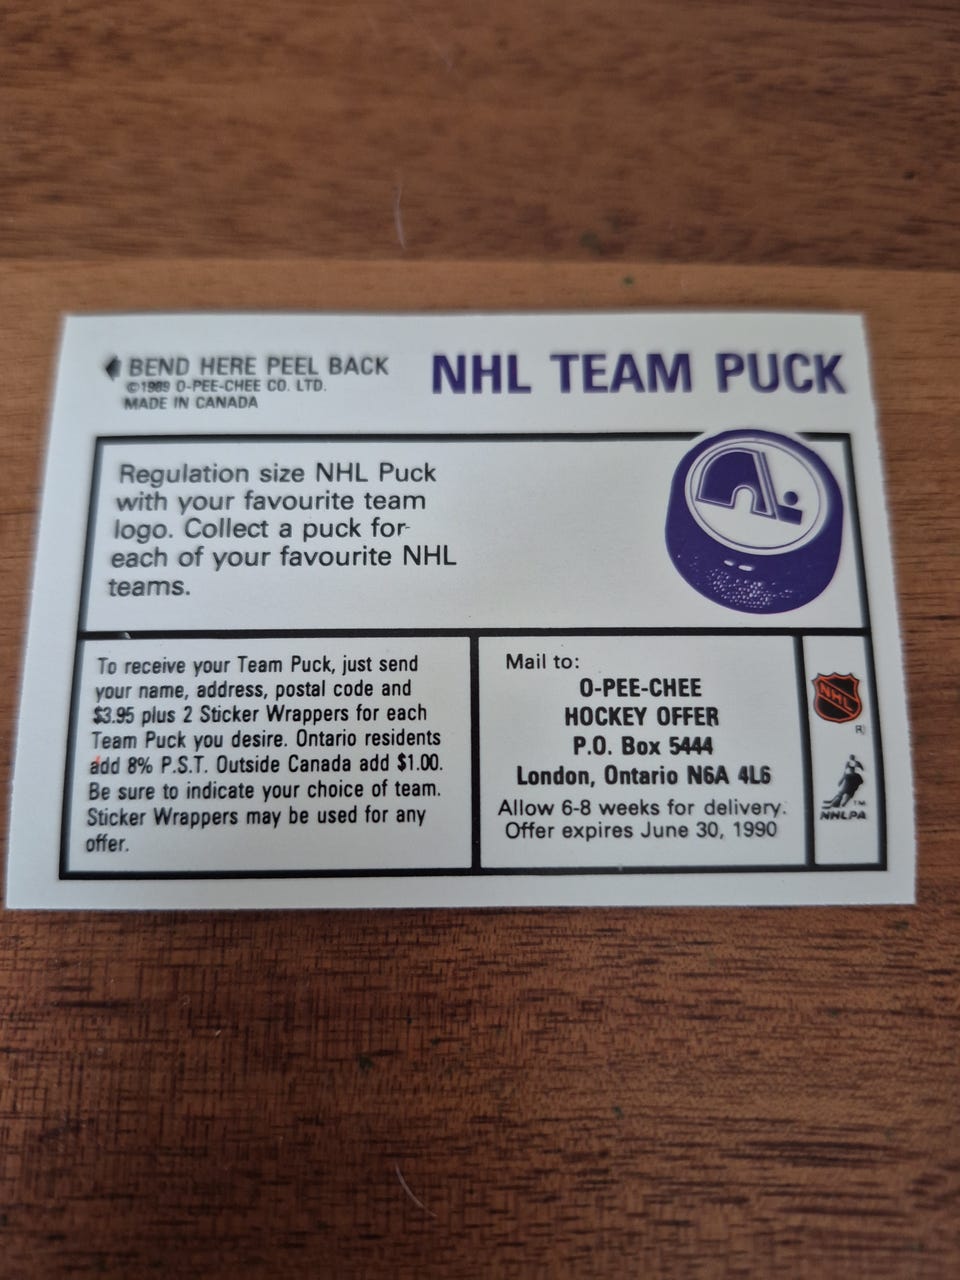 BEND HERE PEEL BACK
©1989 O-PEE-CHEE CO. LTD.
MADE IN CANADA
NHL TEAM PUCK
Regulation size NHL Puck
with your favourite team
logo. Collect a puck for
each of your favourite NHL
teams.
To receive your Team Puck, just send
your name, address, postal code and
$3.95 plus 2 Sticker Wrappers for each
Team Puck you desire. Ontario residents
add 8% P.S.T. Outside Canada add $1.00.
Be sure to indicate your choice of team.
Sticker Wrappers may be used for any
offer.
Mail to:
O-PEE-CHEE
HOCKEY OFFER
P.O. Box 5444
London, Ontario N6A 4L6
Allow 6-8 weeks for delivery.
Offer expires June 30, 1990
NHL
®
™
NHLPA